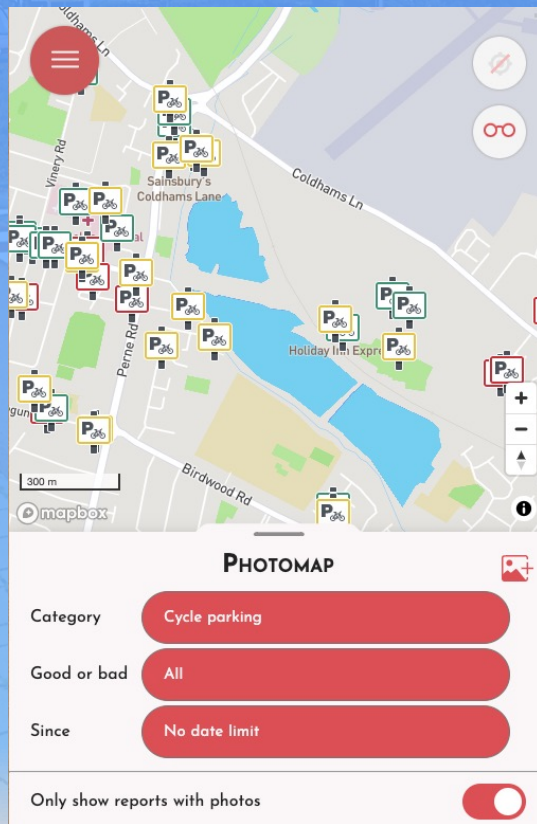 Coldhams Ln
Vinery Rd
Sainsbury's
Coldhams Lane
Coldhams Ln
Perne Rd
Holiday Inn Expre
Birdwood Rd
300 m
mapbox
PHOTOMAP
Category
Cycle parking
Good or bad
All
Since
No date limit
Only show reports with photos